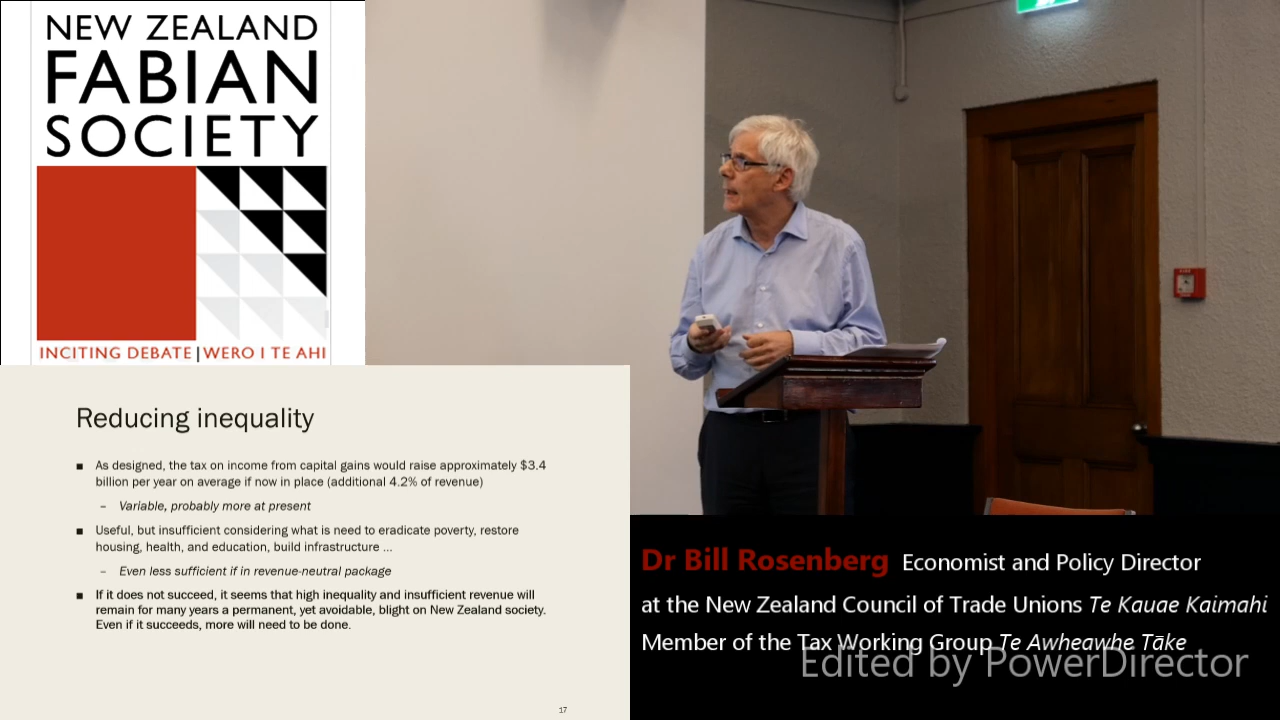 NEW ZEALAND
FABIAN
SOCIETY
INCITING DEBATE|WERO I TE AHI
Reducing inequality
■ As designed, the tax on income from capital gains would raise approximately $3.4
billion per year on average if now in place (additional 4.2% of revenue)
– Variable, probably more at present
■ Useful, but insufficient considering what is need to eradicate poverty, restore
housing, health, and education, build infrastructure ...
– Even less sufficient if in revenue-neutral package
■ If it does not succeed, it seems that high inequality and insufficient revenue will
remain for many years a permanent, yet avoidable, blight on New Zealand society.
Even if it succeeds, more will need to be done.
17
Dr Bill Rosenberg Economist and Policy Director
at the New Zealand Council of Trade Unions Te Kauae Kaimahi
Member of the Tax Working Group Te Awheawhe Tāke
Edited by PowerDirector